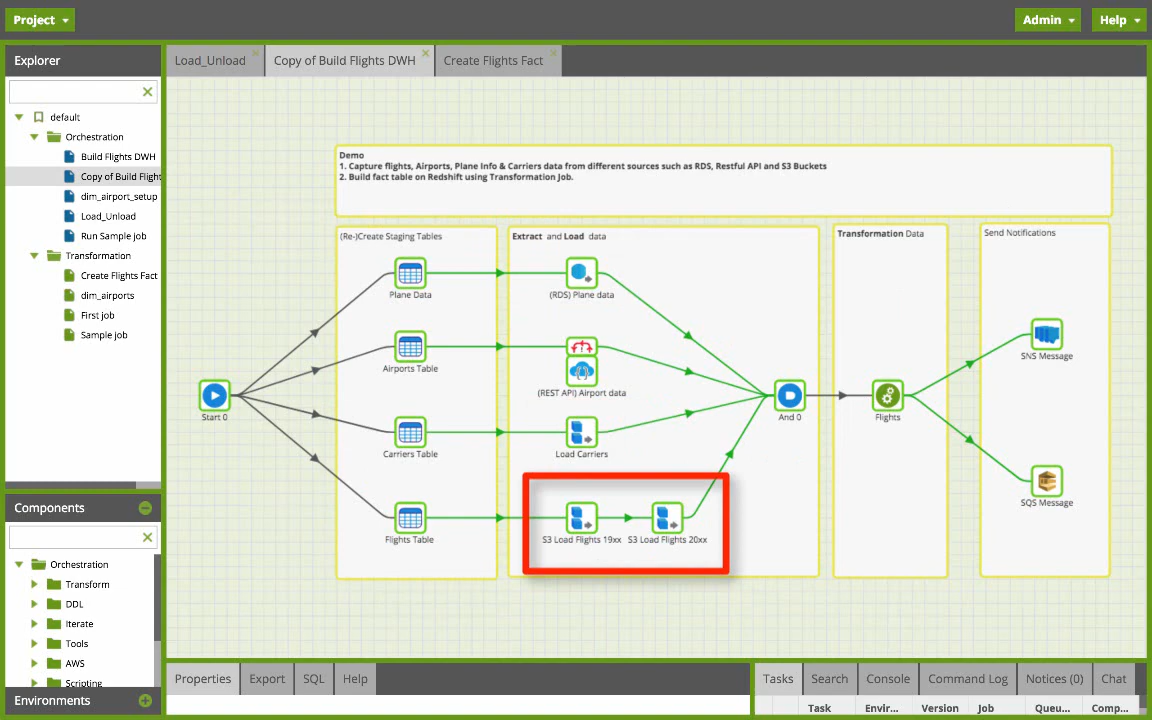 Project
Admin
Help
Explorer
Load_Unload
Copy of Build Flights DWH
Create Flights Fact
default
Orchestration
Build Flights DWH
Copy of Build Flight
dim_airport_setup
Load_Unload
Run Sample job
Transformation
Create Flights Fact
dim_airports
First job
Sample job
Demo
1. Capture flights, Airports, Plane Info & Carriers data from different sources such as RDS, Restful API and S3 Buckets
2. Build fact table on Redshift using Transformation Job.
(Re-)Create Staging Tables
Extract and Load data
Transformation Data
Send Notifications
Plane Data
(RDS) Plane data
Airports Table
(REST API) Airport data
SNS Message
Start 0
And 0
Flights
Carriers Table
Load Carriers
SQS Message
Flights Table
S3 Load Flights 19xx
S3 Load Flights 20xx
Components
Orchestration
Transform
DDL
Iterate
Tools
AWS
Scripting
Environments
Properties
Export
SQL
Help
Tasks
Search
Console
Command Log
Notices (0)
Chat
Task
Envir...
Version
Job
Queu...
Comp...